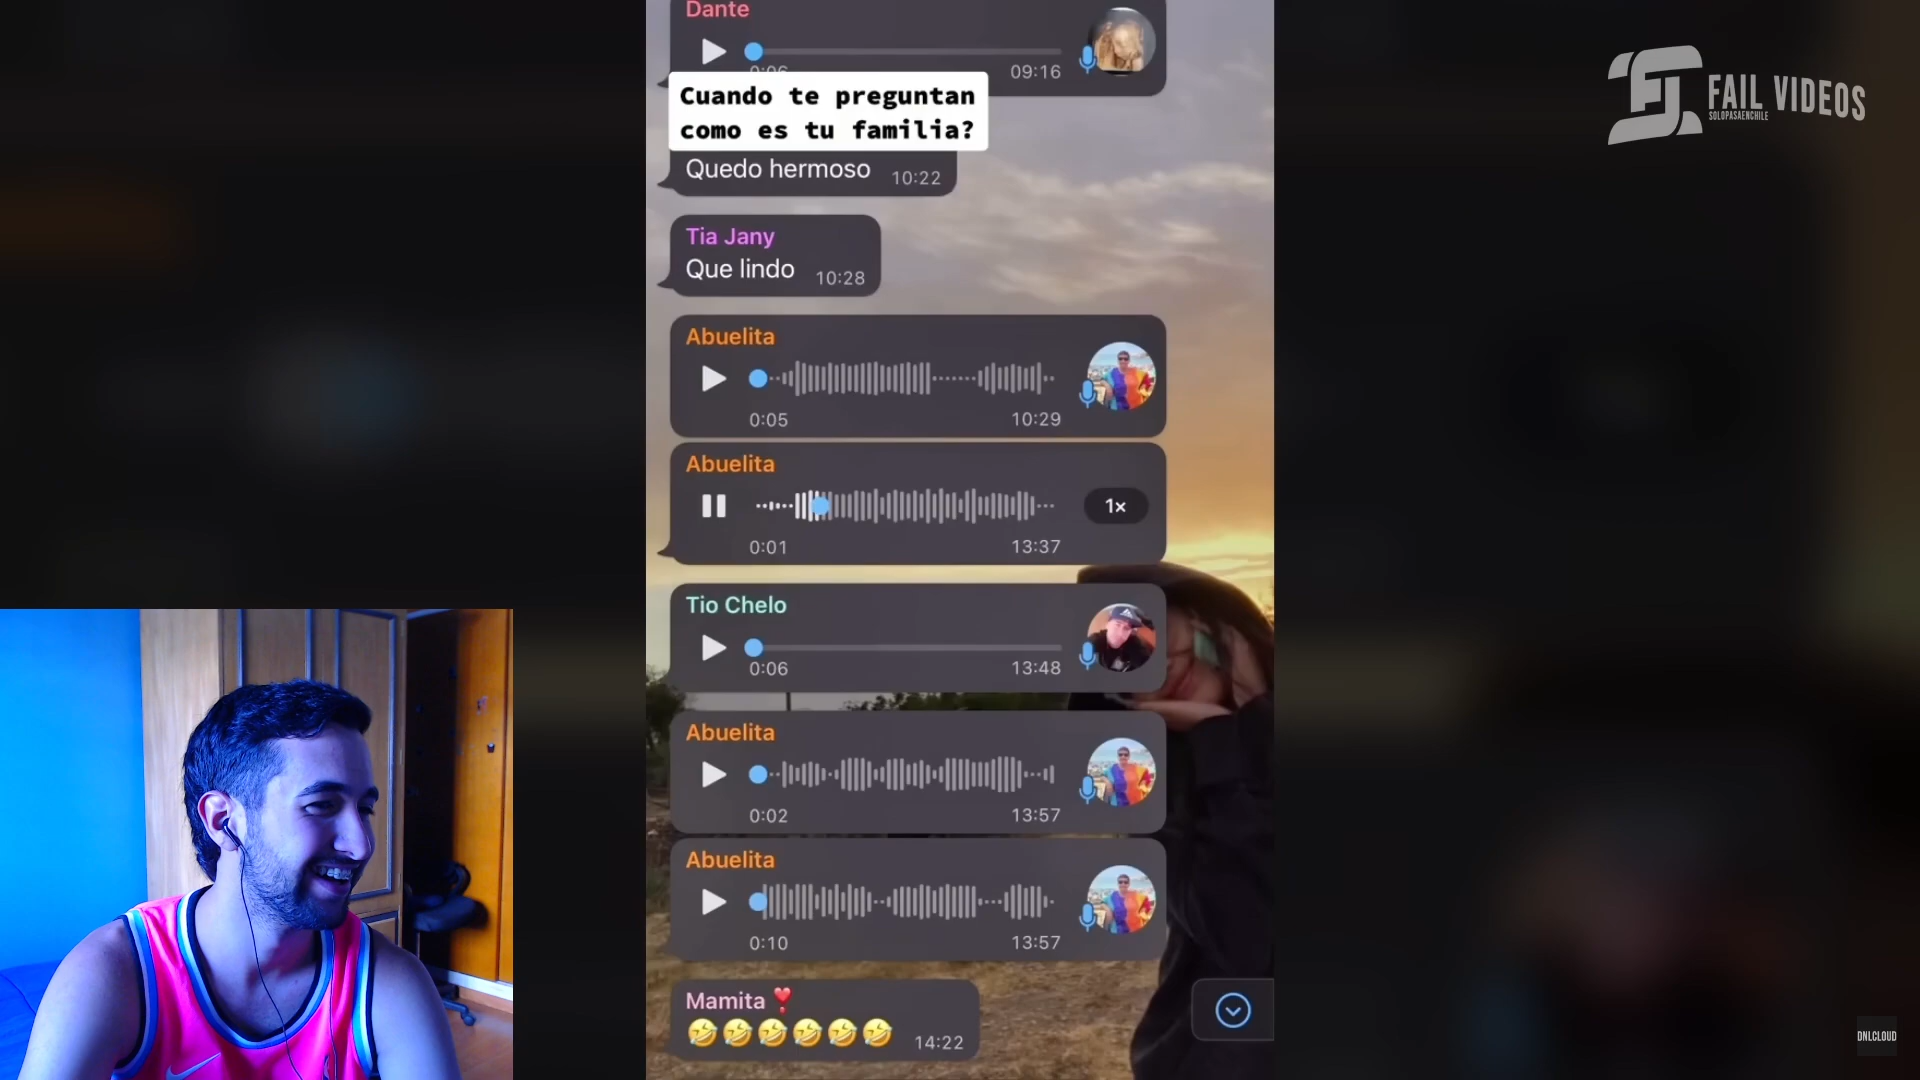 Dante
0:06
09:16
Cuando te preguntan
como es tu familia?
Quedo hermoso
10:22
Tia Jany
Que lindo
10:28
Abuelita
0:05
10:29
Abuelita
1x
0:01
13:37
Tio Chelo
0:06
13:48
Abuelita
0:02
13:57
Abuelita
0:10
13:57
Mamita
14:22
FAIL VIDEOS
SOLOPASAENCHILE
DNLCLOUD